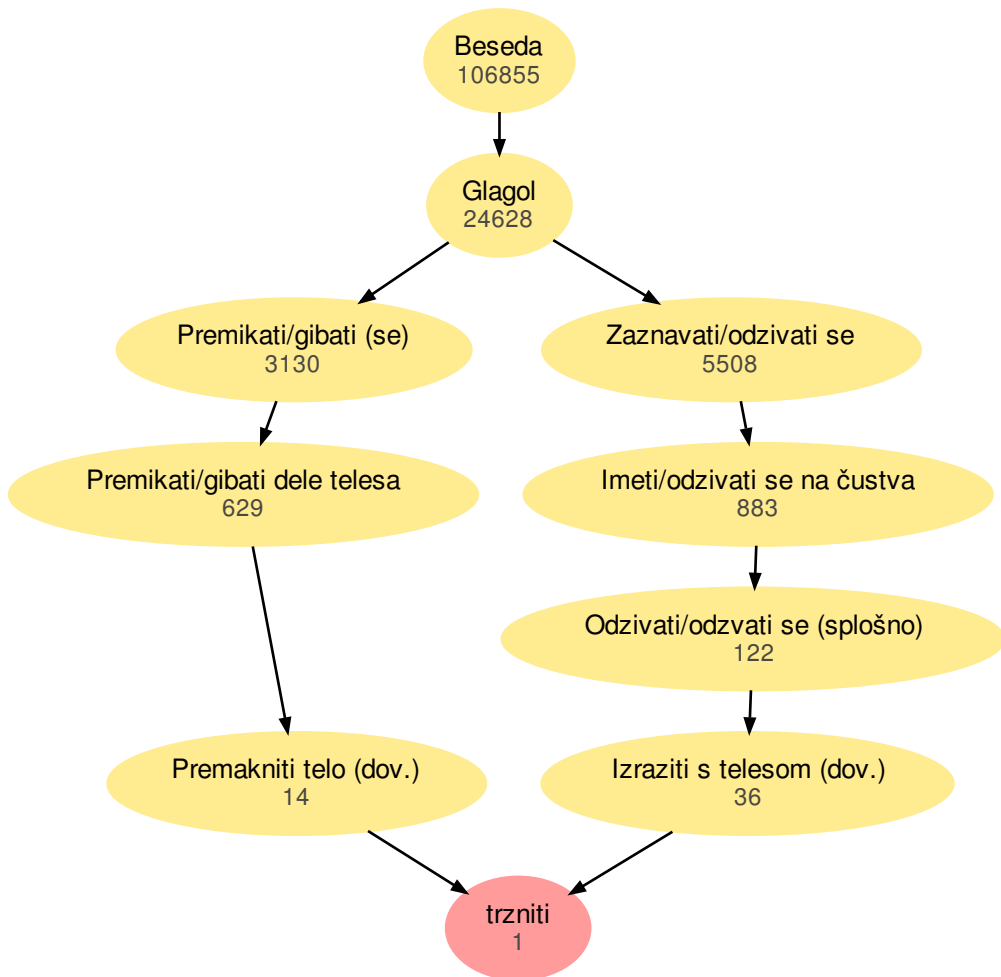 Beseda
106855
Glagol
24628
Premikati/gibati (se)
3130
Zaznavati/odzivati se
5508
Premikati/gibati dele telesa
629
Imeti/odzivati se na čustva
883
Odzivati/odzvati se (splošno)
122
Premakniti telo (dov.)
14
Izraziti s telesom (dov.)
36
trzniti
1